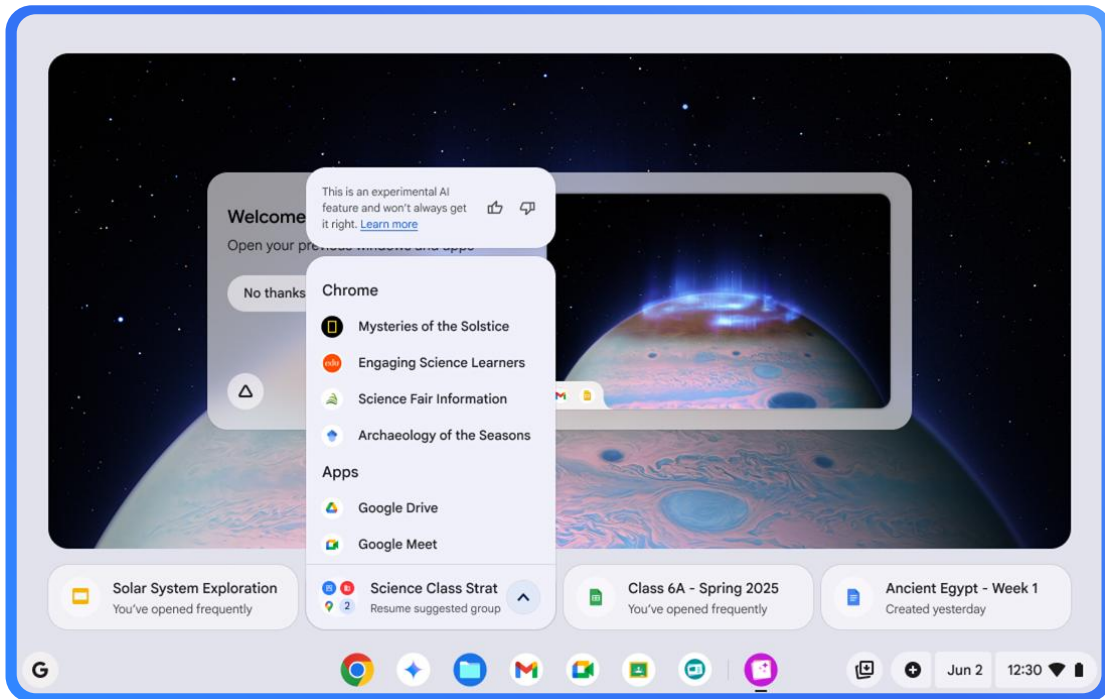 This is an experimental AI
feature and won't always get
it right. Learn more
Welcome
Open your previous windows and apps
No thanks
Chrome
Mysteries of the Solstice
edu
Engaging Science Learners
Science Fair Information
Archaeology of the Seasons
Apps
Google Drive
Google Meet
Solar System Exploration
You've opened frequently
2
Science Class Strat
Resume suggested group
Class 6A - Spring 2025
You've opened frequently
Ancient Egypt - Week 1
Created yesterday
G
Jun 2
12:30